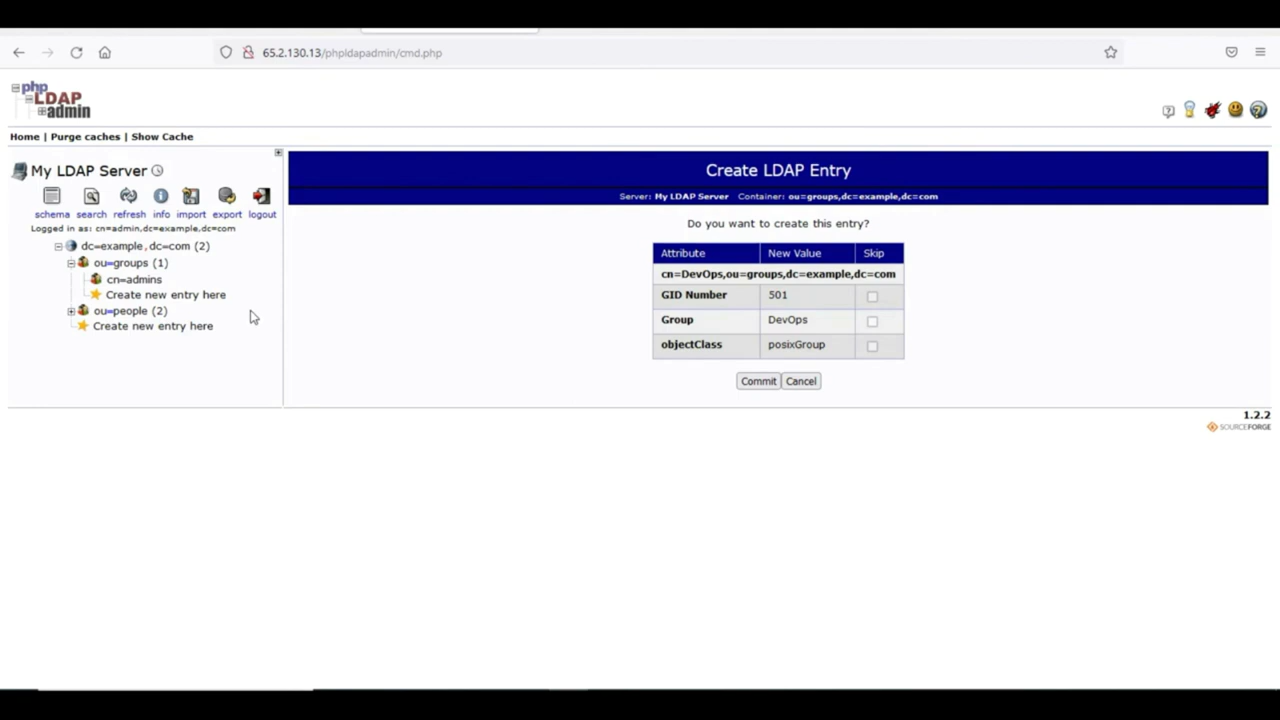 65.2.130.13/phpldapadmin/cmd.php
php
LDAP
admin
Home | Purge caches | Show Cache
My LDAP Server
schema search refresh info import export logout
Logged in as: cn=admin,dc=example,dc=com
dc=example,dc=com (2)
ou=groups (1)
cn=admins
Create new entry here
ou=people (2)
Create new entry here
Create LDAP Entry
Server: My LDAP Server Container: ou=groups,dc=example,dc=com
Do you want to create this entry?
Attribute New Value Skip
cn=DevOps,ou=groups,dc=example,dc=com
GID Number 501
Group DevOps
objectClass posixGroup
Commit Cancel
1.2.2
SOURCEFORGE